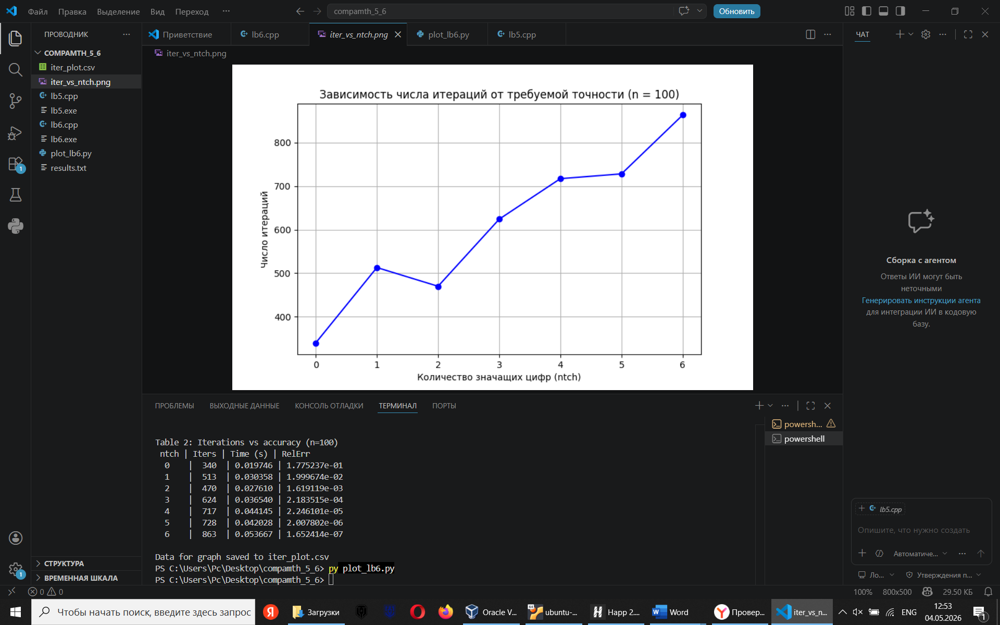 Файл Правка Выделение Вид Переход ··· compamth_5_6 Обновить
ПРОВОДНИК ···
COMPAMTH_5_6
iter_plot.csv
iter_vs_ntch.png
lb5.cpp
lb5.exe
lb6.cpp
lb6.exe
plot_lb6.py
results.txt
СТРУКТУРА
ВРЕМЕННАЯ ШКАЛА
1
1
Приветствие lb6.cpp iter_vs_ntch.png plot_lb6.py lb5.cpp
iter_vs_ntch.png
Зависимость числа итераций от требуемой точности (n = 100)
Число итераций
800
700
600
500
400
0 1 2 3 4 5 6
Количество значащих цифр (ntch)
ПРОБЛЕМЫ ВЫХОДНЫЕ ДАННЫЕ КОНСОЛЬ ОТЛАДКИ ТЕРМИНАЛ ПОРТЫ
Table 2: Iterations vs accuracy (n=100)
ntch | Iters | Time (s) | RelErr
0 | 340 | 0.019746 | 1.775237e-01
1 | 513 | 0.030358 | 1.999674e-02
2 | 470 | 0.027610 | 1.619119e-03
3 | 624 | 0.036540 | 2.183515e-04
4 | 717 | 0.044145 | 2.246101e-05
5 | 728 | 0.042028 | 2.007802e-06
6 | 863 | 0.053667 | 1.652414e-07
Data for graph saved to iter_plot.csv
PS C:\Users\Pc\Desktop\compamth_5_6> py plot_lb6.py
PS C:\Users\Pc\Desktop\compamth_5_6>
powersh...
powershell
ЧАТ
Сборка с агентом
Ответы ИИ могут быть
неточными
Генерировать инструкции агента
для интеграции ИИ в кодовую
базу.
lb5.cpp
Опишите, что нужно создать
Автоматиче...
Ло... Утверждения п...
0 0 100% 800x500 29.50 КБ
Чтобы начать поиск, введите здесь запрос
Я Загрузки Oracle V... 64 ubuntu-... Happ 2.... Word Провер... iter_vs_n... ENG
12:53
04.05.2026
1